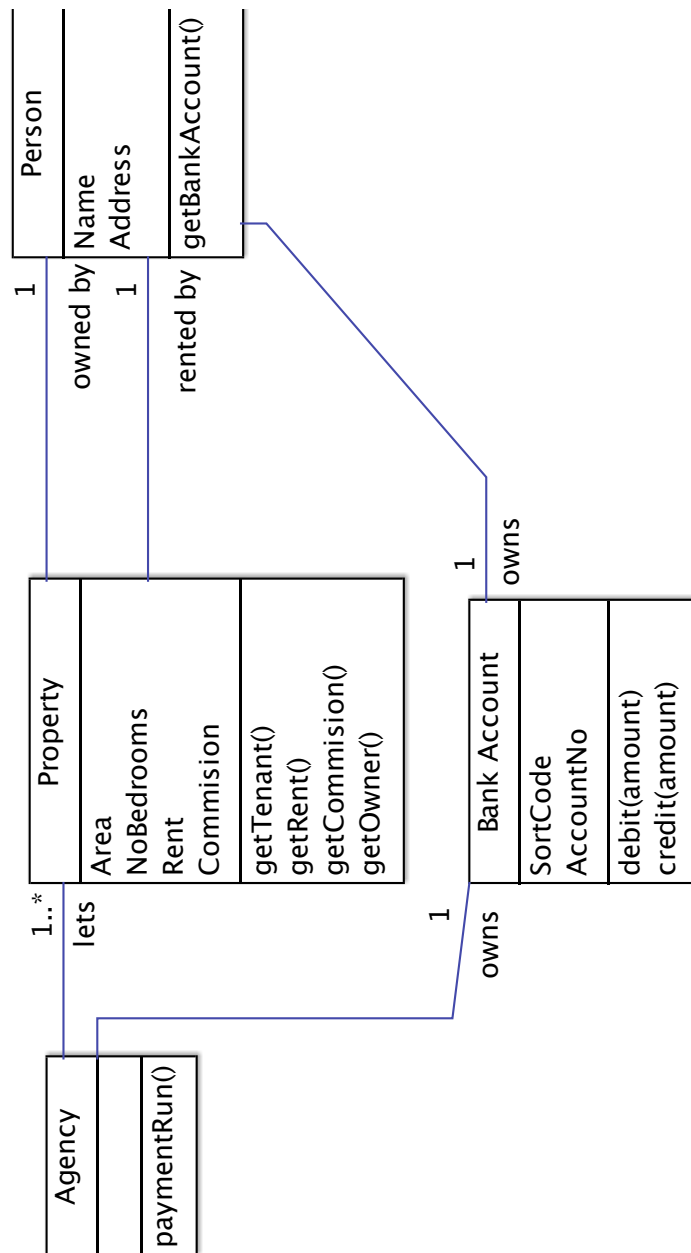 Agency
paymentRun()
1..*
lets
1
owns
Property
Area
NoBedrooms
Rent
Commision
getTenant()
getRent()
getCommision()
getOwner()
Bank Account
SortCode
AccountNo
debit(amount)
credit(amount)
1
owns
1
owned by
1
rented by
Person
Name
Address
getBankAccount()